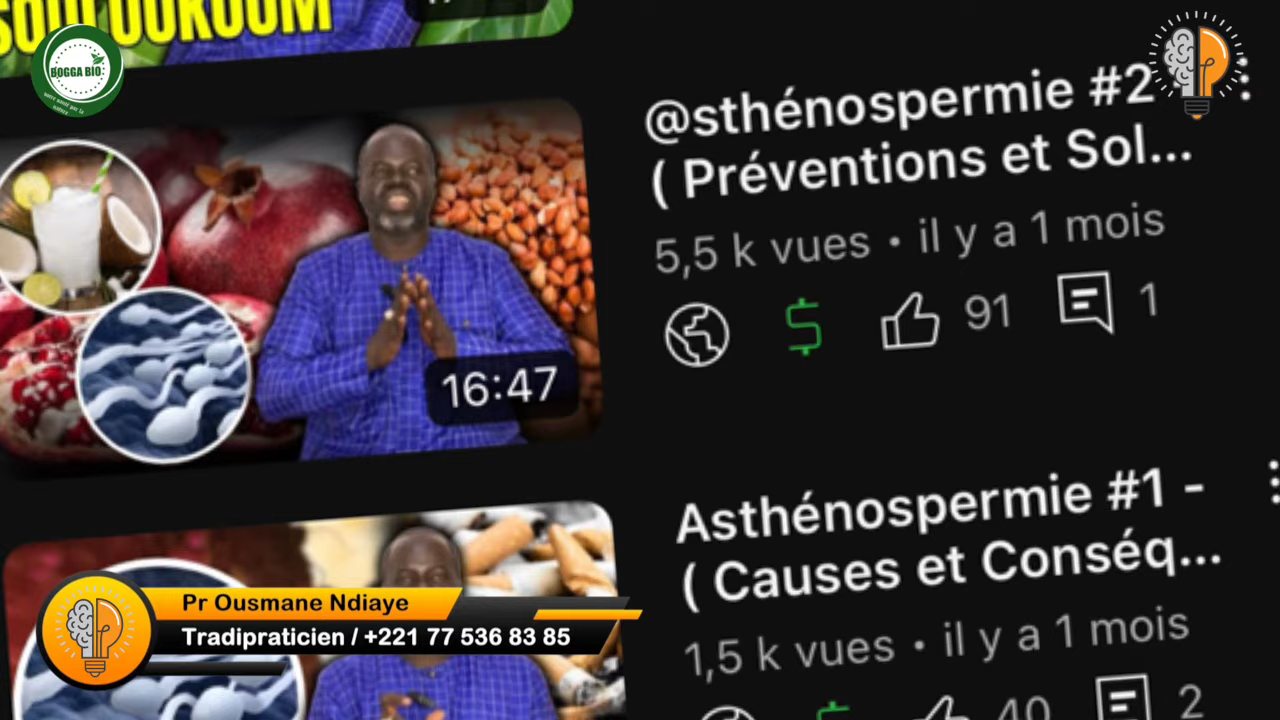 SOUTOUKOUM
BOGGA BIO
@sthénospermie #2
( Préventions et Sol...
5,5 k vues • il y a 1 mois
91
1
16:47
Asthénospermie #1 -
( Causes et Conséq...
1,5 k vues • il y a 1 mois
40
2
Pr Ousmane Ndiaye
Tradipraticien / +221 77 536 83 85